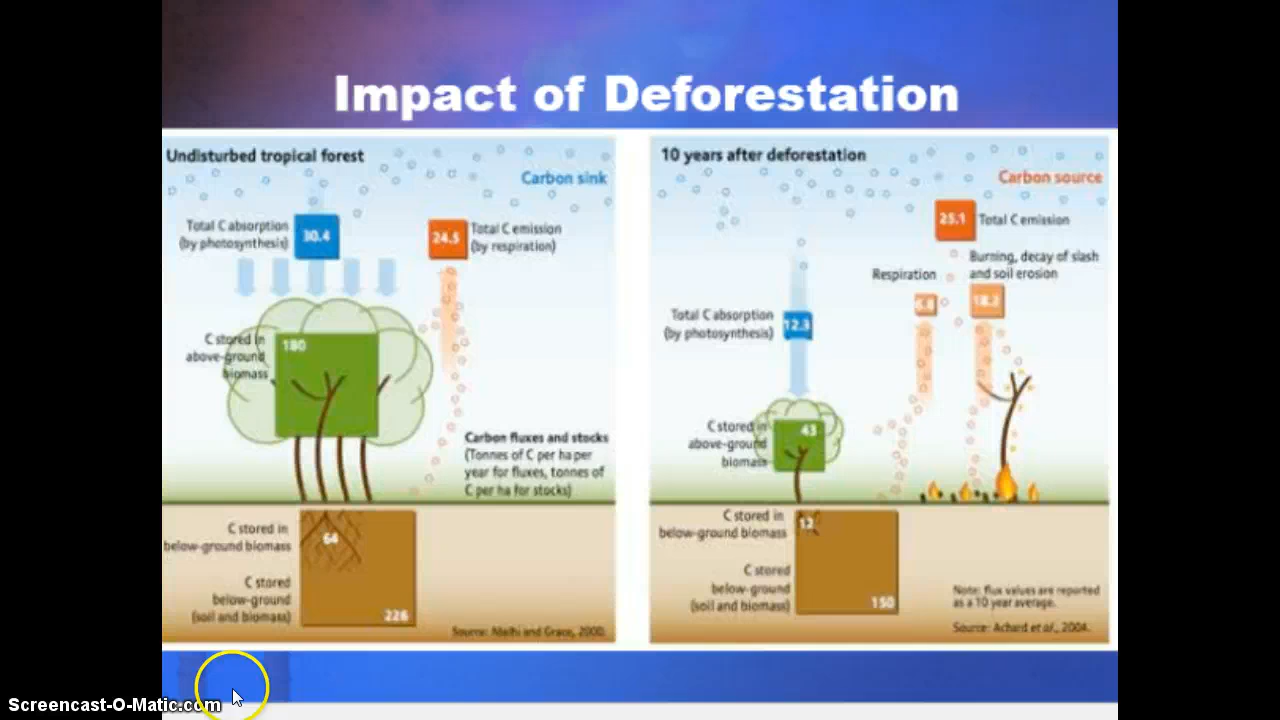 Impact of Deforestation
Undisturbed tropical forest
Carbon sink
Total C absorption
(by photosynthesis)
30.4
24.5
Total C emission
(by respiration)
C stored in
above-ground
biomass
180
Carbon fluxes and stocks
(Tonnes of C per ha per
year for fluxes, tonnes of
C per ha for stocks)
C stored in
below-ground biomass
64
C stored
below-ground
(soil and biomass)
226
Source: Malhi and Grace, 2000.
10 years after deforestation
Carbon source
25.1
Total C emission
Respiration
Burning, decay of slash
and soil erosion
18.2
Total C absorption
(by photosynthesis)
12.3
C stored in
above-ground
biomass
43
C stored in
below-ground biomass
12
C stored
below-ground
(soil and biomass)
150
Note: flux values are reported
as a 10 year average.
Source: Achard et al., 2004.
Screencast-O-Matic.com